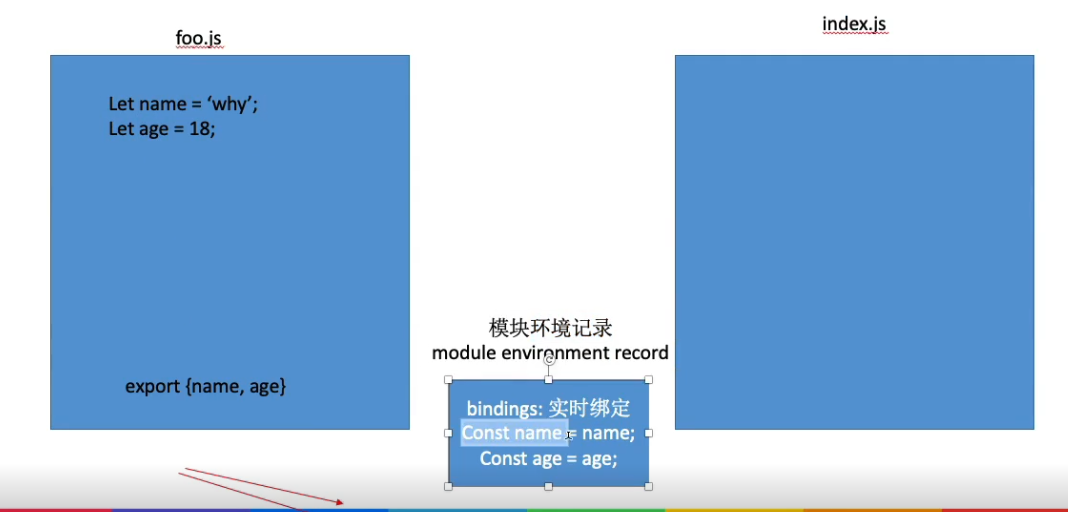 foo.js
index.js
Let name = ‘why’;
Let age = 18;
模块环境记录
module environment record
export {name, age}
bindings: 实时绑定
Const name = name;
Const age = age;